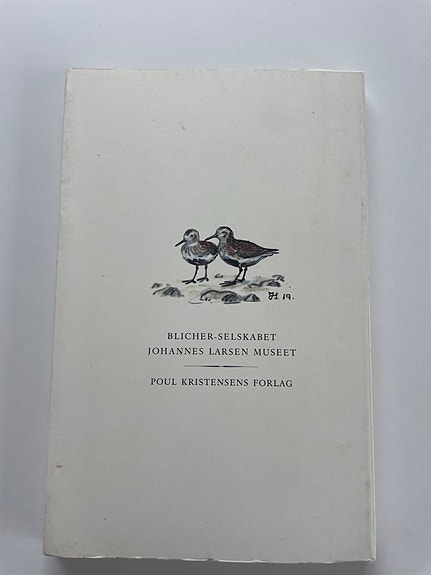 JL 19.
BLICHER-SELSKABET
JOHANNES LARSEN MUSEET
POUL KRISTENSENS FORLAG